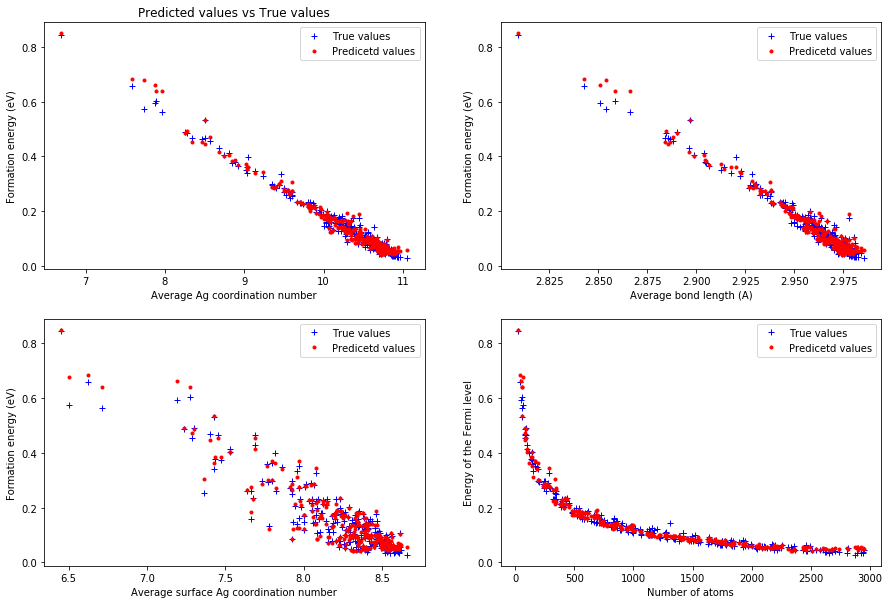 Predicted values vs True values
Formation energy (eV)
0.8
0.6
0.4
0.2
0.0
True values
Predicetd values
7
8
9
10
11
Average Ag coordination number
Formation energy (eV)
0.8
0.6
0.4
0.2
0.0
True values
Predicetd values
2.825
2.850
2.875
2.900
2.925
2.950
2.975
Average bond length (A)
Formation energy (eV)
0.8
0.6
0.4
0.2
0.0
True values
Predicetd values
6.5
7.0
7.5
8.0
8.5
Average surface Ag coordination number
Energy of the Fermi level
0.8
0.6
0.4
0.2
0.0
True values
Predicetd values
0
500
1000
1500
2000
2500
3000
Number of atoms